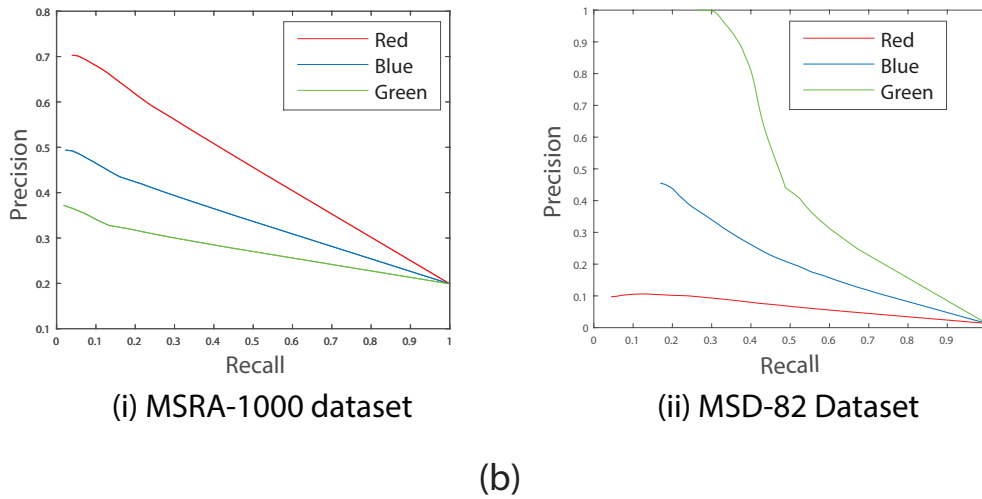 0.8
0.7
0.6
0.5
0.4
0.3
0.2
0.1
Precision
0 0.1 0.2 0.3 0.4 0.5 0.6 0.7 0.8 0.9 1
Recall
Red
Blue
Green
(i) MSRA-1000 dataset
1
0.9
0.8
0.7
0.6
0.5
0.4
0.3
0.2
0.1
0
Precision
0 0.1 0.2 0.3 0.4 0.5 0.6 0.7 0.8 0.9
Recall
Red
Blue
Green
(ii) MSD-82 Dataset
(b)